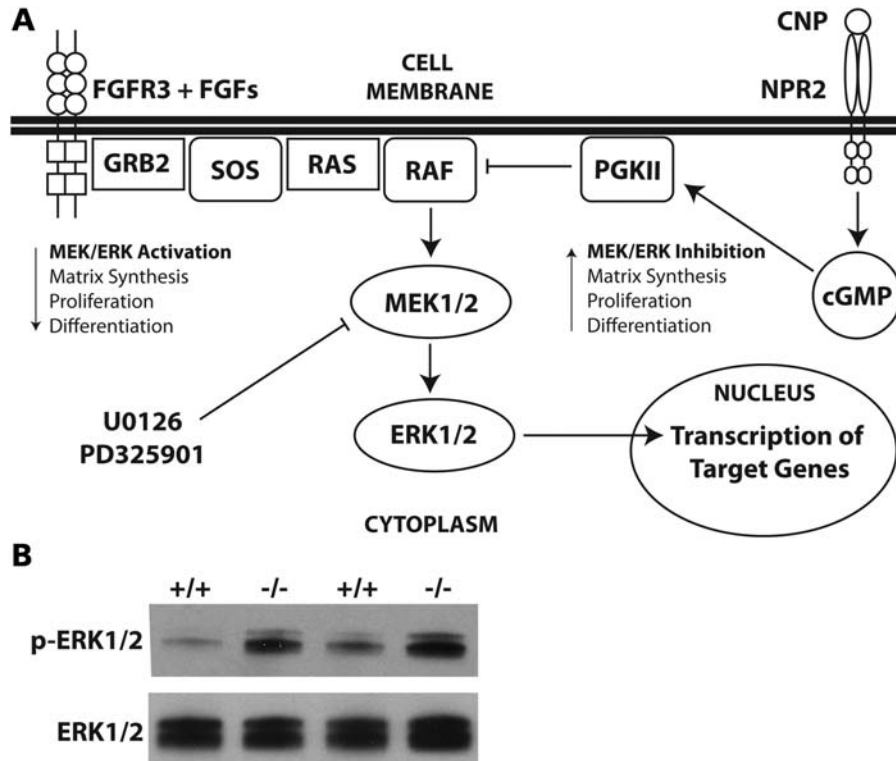 A
FGFR3 + FGFs
CELL
MEMBRANE
CNP
NPR2
GRB2
SOS
RAS
RAF
PGKII
MEK/ERK Activation
Matrix Synthesis
Proliferation
Differentiation
MEK1/2
MEK/ERK Inhibition
Matrix Synthesis
Proliferation
Differentiation
cGMP
U0126
PD325901
ERK1/2
NUCLEUS
Transcription of
Target Genes
CYTOPLASM
B
+/+ -/- +/+ -/-
p-ERK1/2
ERK1/2